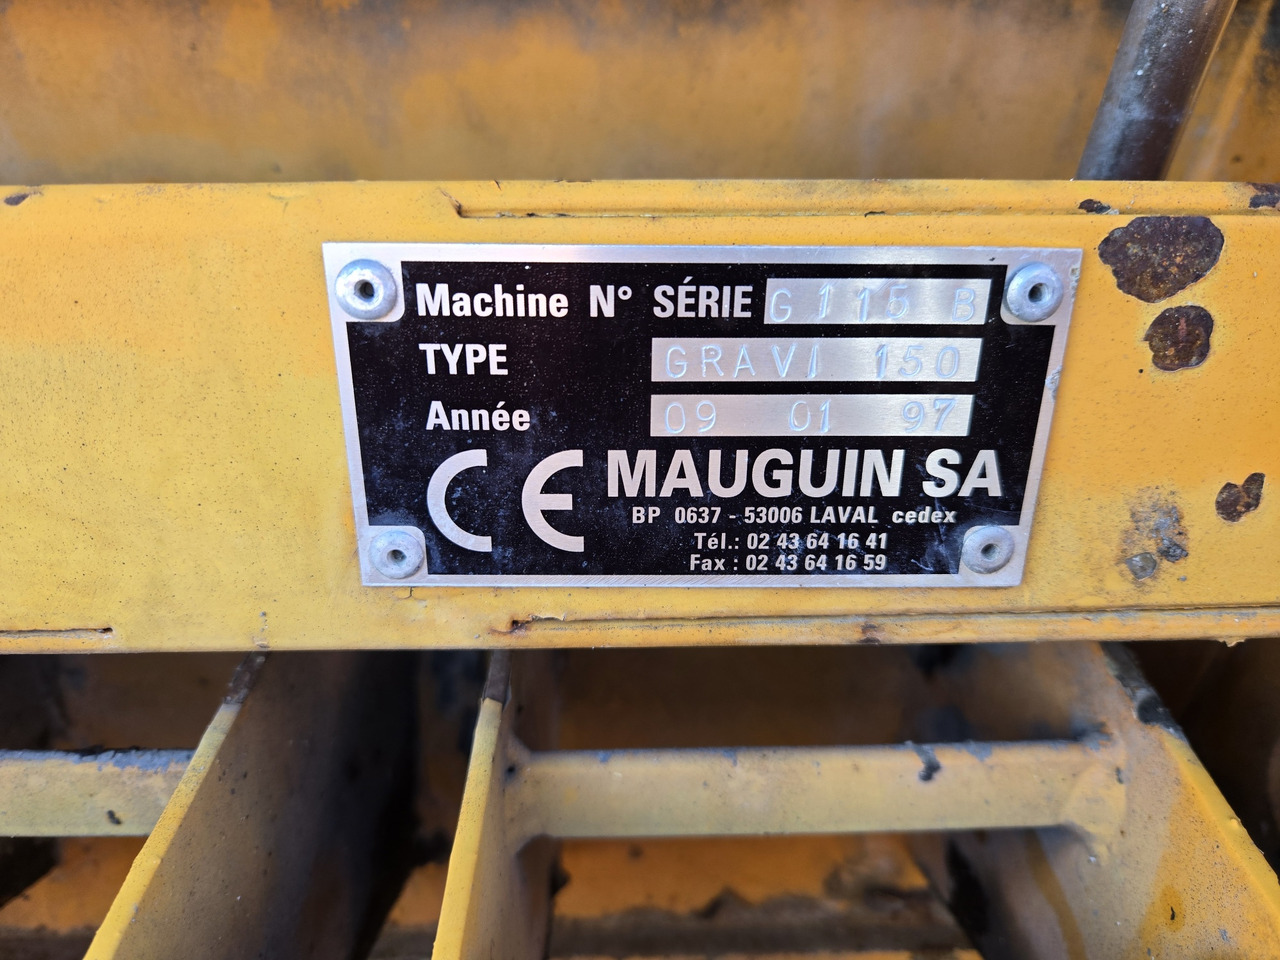 Machine N° SÉRIE G 115 B
TYPE GRAVI 150
Année 09 01 97
CE MAUGUIN SA
BP 0637 - 53006 LAVAL cedex
Tél.: 02 43 64 16 41
Fax : 02 43 64 16 59